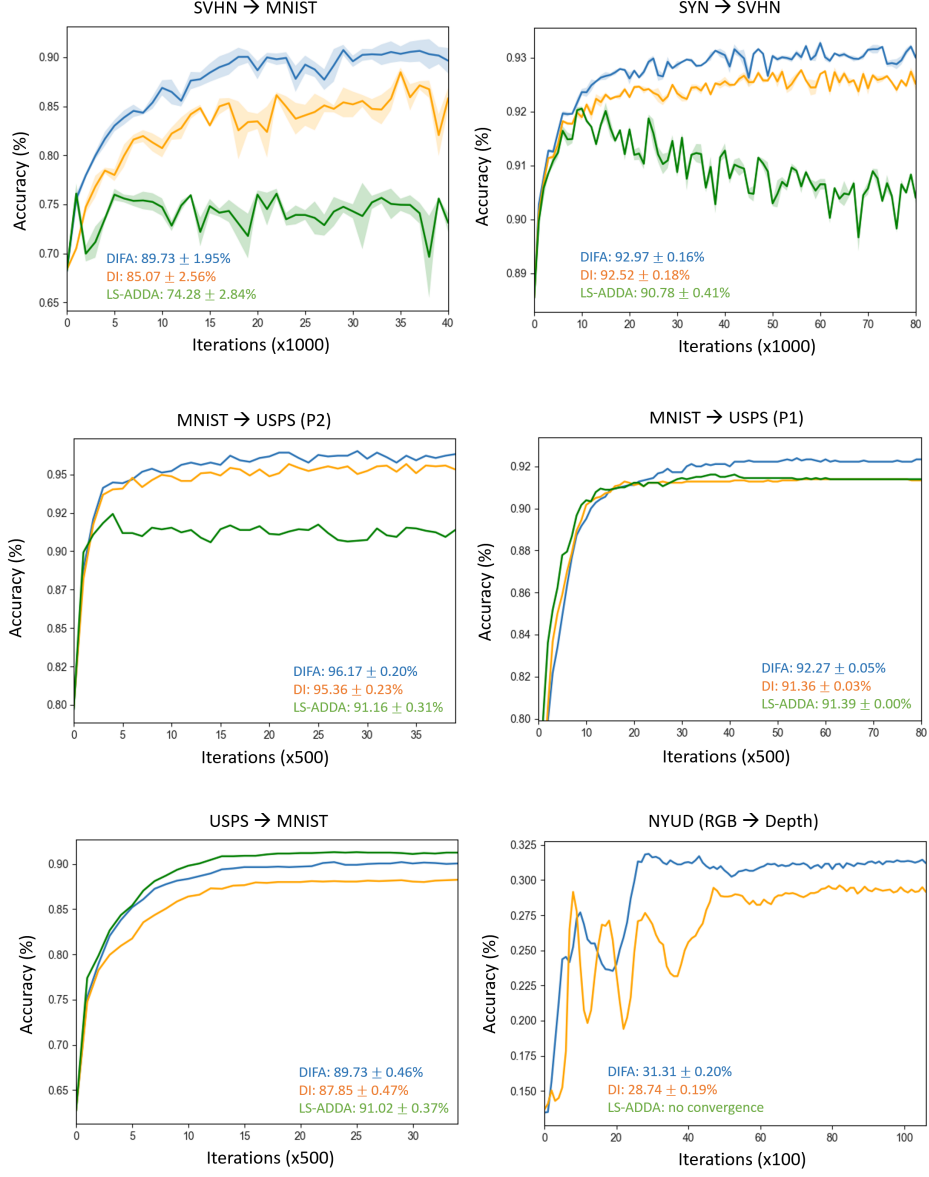 SVHN → MNIST
Accuracy (%)
0.90
0.85
0.80
0.75
0.70
0.65
DIFA: 89.73 ± 1.95%
DI: 85.07 ± 2.56%
LS-ADDA: 74.28 ± 2.84%
0 5 10 15 20 25 30 35 40
Iterations (x1000)
SYN → SVHN
Accuracy (%)
0.93
0.92
0.91
0.90
0.89
DIFA: 92.97 ± 0.16%
DI: 92.52 ± 0.18%
LS-ADDA: 90.78 ± 0.41%
0 10 20 30 40 50 60 70 80
Iterations (x1000)
MNIST → USPS (P2)
Accuracy (%)
0.95
0.92
0.90
0.87
0.85
0.82
0.80
DIFA: 96.17 ± 0.20%
DI: 95.36 ± 0.23%
LS-ADDA: 91.16 ± 0.31%
0 5 10 15 20 25 30 35
Iterations (x500)
MNIST → USPS (P1)
Accuracy (%)
0.92
0.90
0.88
0.86
0.84
0.82
0.80
DIFA: 92.27 ± 0.05%
DI: 91.36 ± 0.03%
LS-ADDA: 91.39 ± 0.00%
0 10 20 30 40 50 60 70 80
Iterations (x500)
USPS → MNIST
Accuracy (%)
0.90
0.85
0.80
0.75
0.70
0.65
DIFA: 89.73 ± 0.46%
DI: 87.85 ± 0.47%
LS-ADDA: 91.02 ± 0.37%
0 5 10 15 20 25 30
Iterations (x500)
NYUD (RGB → Depth)
Accuracy (%)
0.325
0.300
0.275
0.250
0.225
0.200
0.175
0.150
DIFA: 31.31 ± 0.20%
DI: 28.74 ± 0.19%
LS-ADDA: no convergence
0 20 40 60 80 100
Iterations (x100)